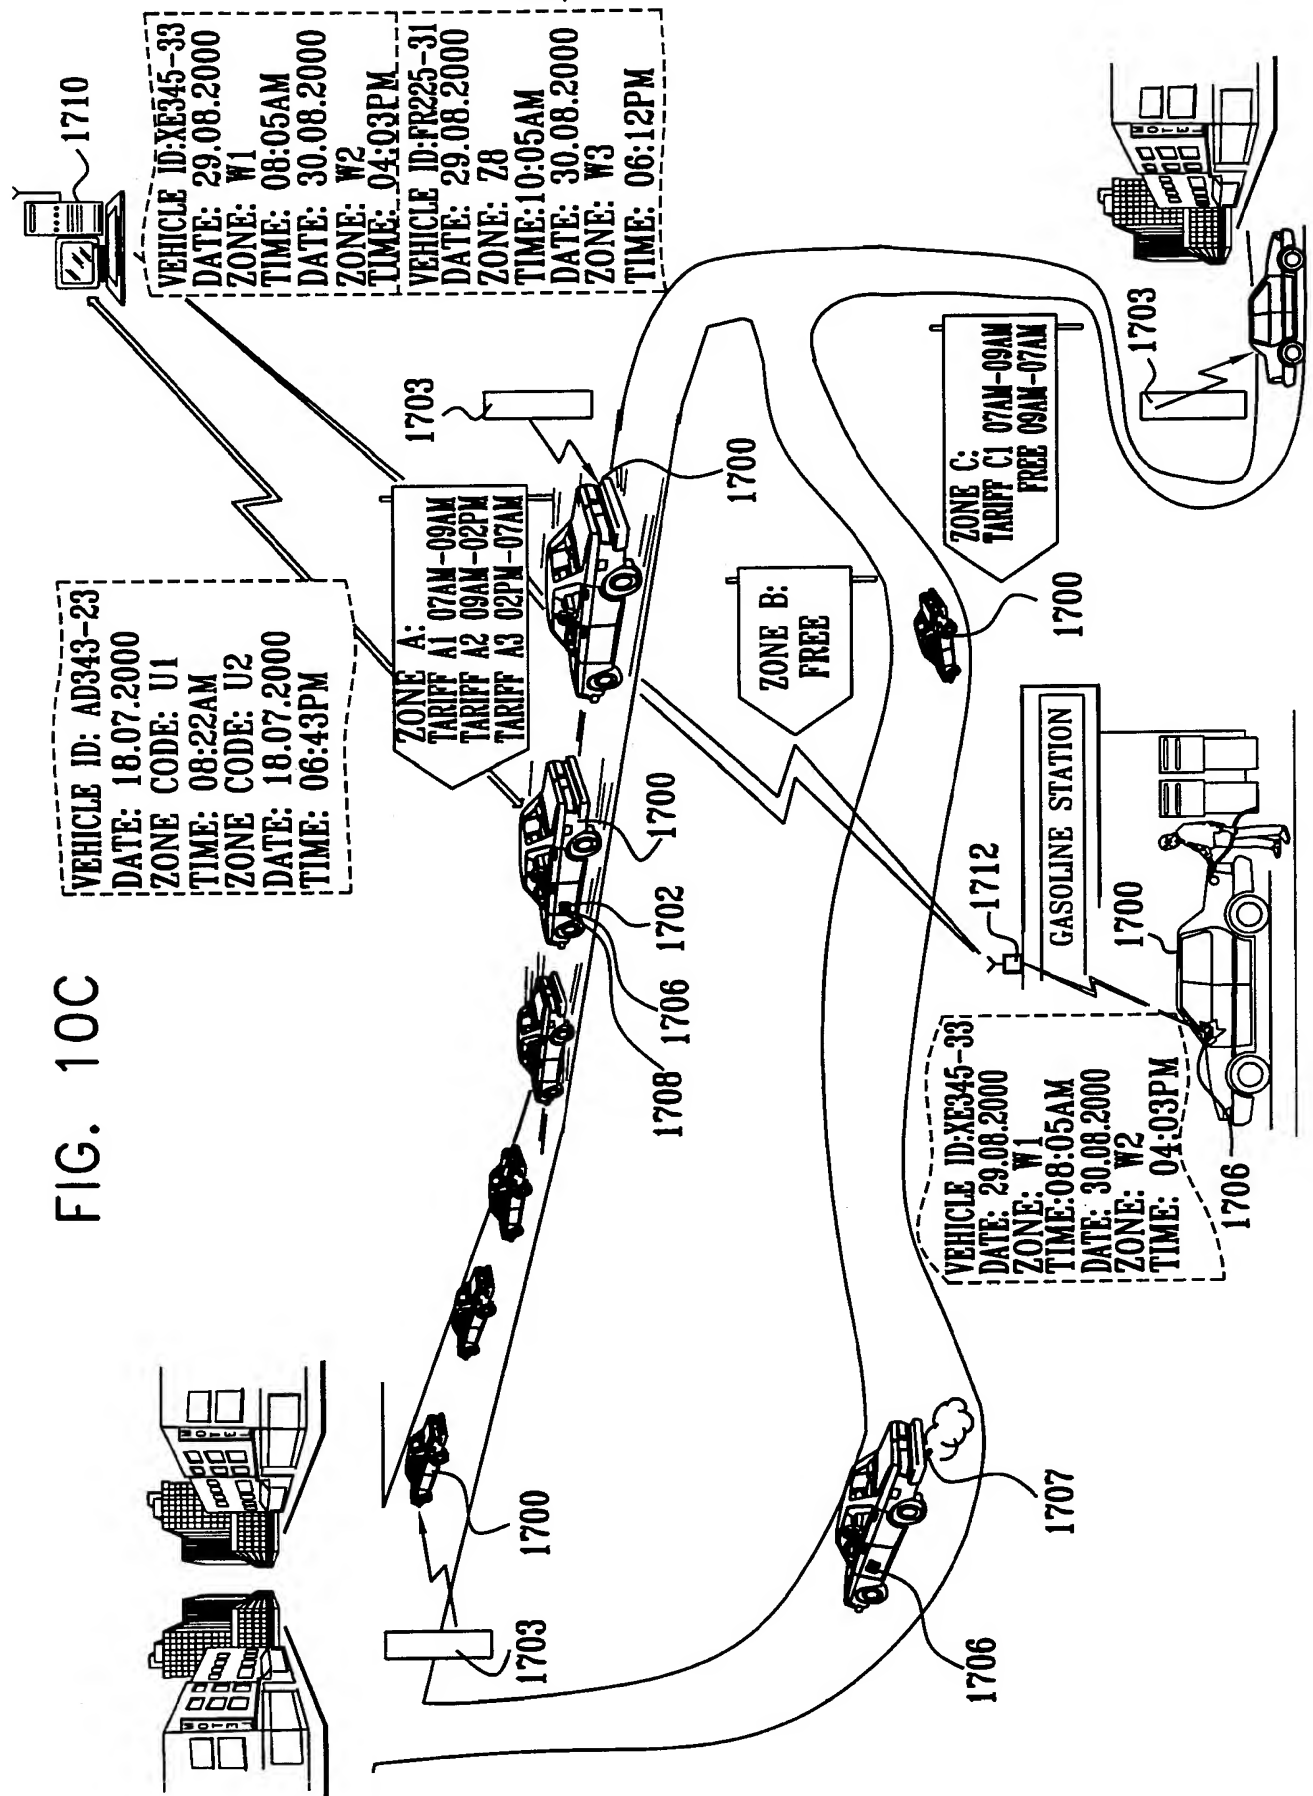 FIG. 10C
VEHICLE ID: AD343-23
DATE: 18.07.2000
ZONE CODE: U1
TIME: 08:22AM
ZONE CODE: U2
DATE: 18.07.2000
TIME: 06:43PM
1710
VEHICLE ID:XE345-33
DATE: 29.08.2000
ZONE: W1
TIME: 08:05AM
DATE: 30.08.2000
ZONE: W2
TIME: 04:03PM
VEHICLE ID:FR225-31
DATE: 29.08.2000
ZONE: Z8
TIME:10:05AM
DATE: 30.08.2000
ZONE: W3
TIME: 06:12PM
HOTEL
HOTEL
ZONE A:
TARIFF A1 07AM-09AM
TARIFF A2 09AM-02PM
TARIFF A3 02PM-07AM
1703
1700
1703
1700
1708
1706
1702
1700
ZONE B:
FREE
ZONE C:
TARIFF C1 07AM-09AM
FREE 09AM-07AM
1700
1706
1707
VEHICLE ID:XE345-33
DATE: 29.08.2000
ZONE: W1
TIME:08:05AM
DATE: 30.08.2000
ZONE: W2
TIME: 04:03PM
1706
1712
GASOLINE STATION
1700
1703
HOTEL